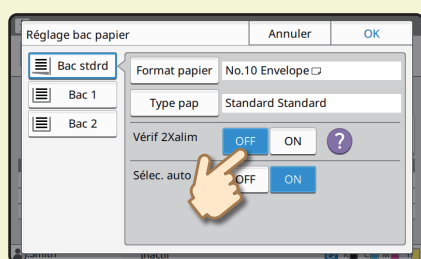 Réglage bac papier Annuler OK
Bac stdrd Format papier No.10 Envelope
Bac 1 Type pap Standard Standard
Bac 2 Vérif 2Xalim OFF ON ?
Sélec. auto OFF ON